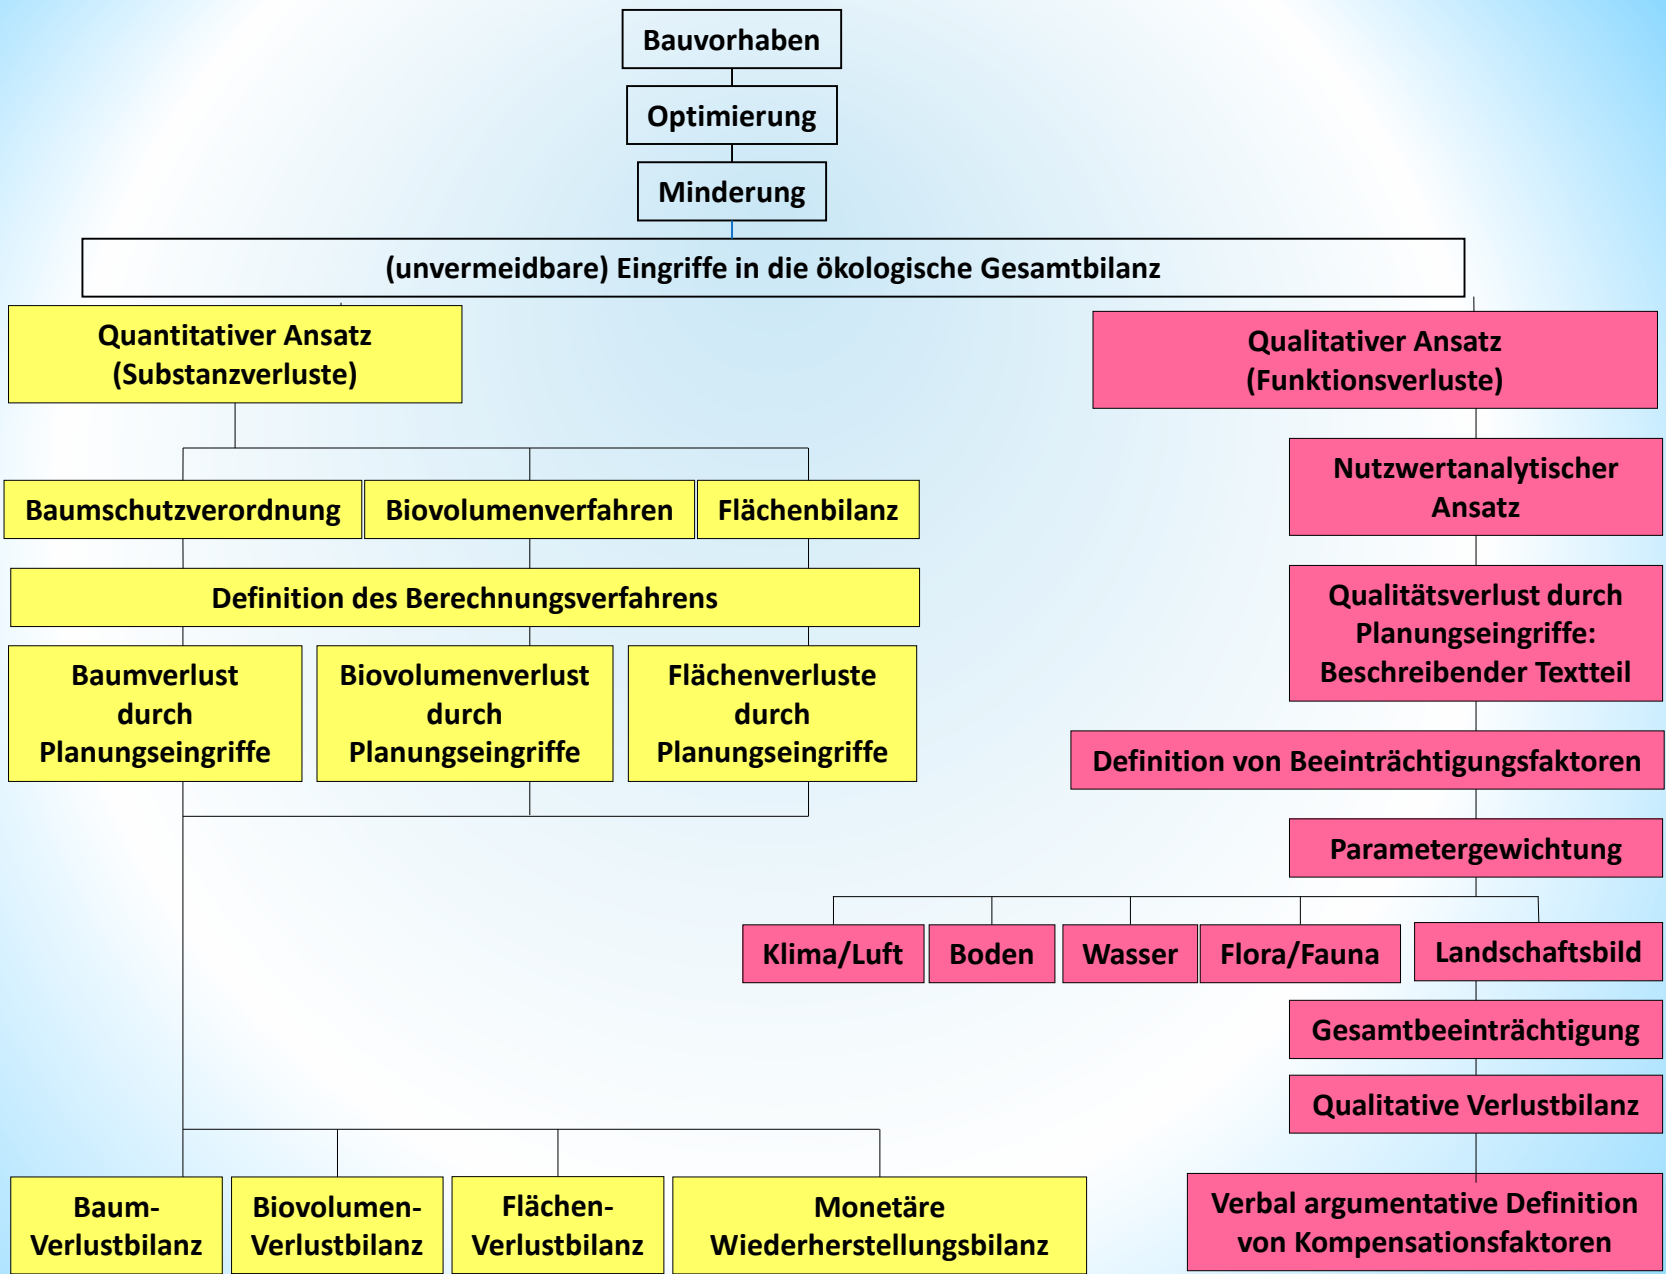 Bauvorhaben
Optimierung
Minderung
(unvermeidbare) Eingriffe in die ökologische Gesamtbilanz
Quantitativer Ansatz
(Substanzverluste)
Baumschutzverordnung
Biovolumenverfahren
Flächenbilanz
Definition des Berechnungsverfahrens
Baumverlust
durch
Planungseingriffe
Biovolumenverlust
durch
Planungseingriffe
Flächenverluste
durch
Planungseingriffe
Baum-
Verlustbilanz
Biovolumen-
Verlustbilanz
Flächen-
Verlustbilanz
Monetäre
Wiederherstellungsbilanz
Qualitativer Ansatz
(Funktionsverluste)
Nutzwertanalytischer
Ansatz
Qualitätsverlust durch
Planungseingriffe:
Beschreibender Textteil
Definition von Beeinträchtigungsfaktoren
Parametergewichtung
Klima/Luft
Boden
Wasser
Flora/Fauna
Landschaftsbild
Gesamtbeeinträchtigung
Qualitative Verlustbilanz
Verbal argumentative Definition
von Kompensationsfaktoren